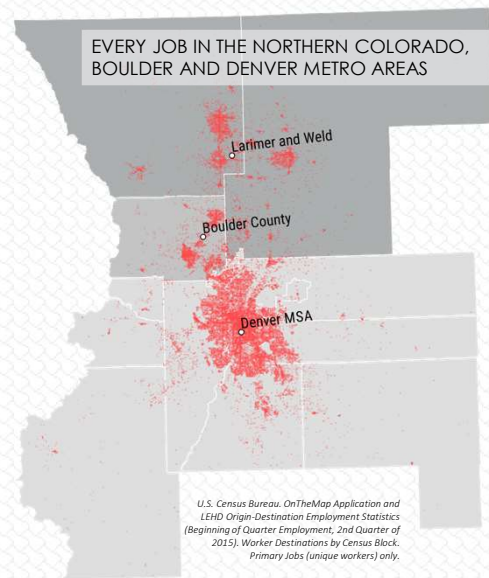 EVERY JOB IN THE NORTHERN COLORADO,
BOULDER AND DENVER METRO AREAS
Larimer and Weld
Boulder County
Denver MSA
U.S. Census Bureau. OnTheMap Application and
LEHD Origin-Destination Employment Statistics
(Beginning of Quarter Employment, 2nd Quarter of
2015). Worker Destinations by Census Block.
Primary Jobs (unique workers) only.